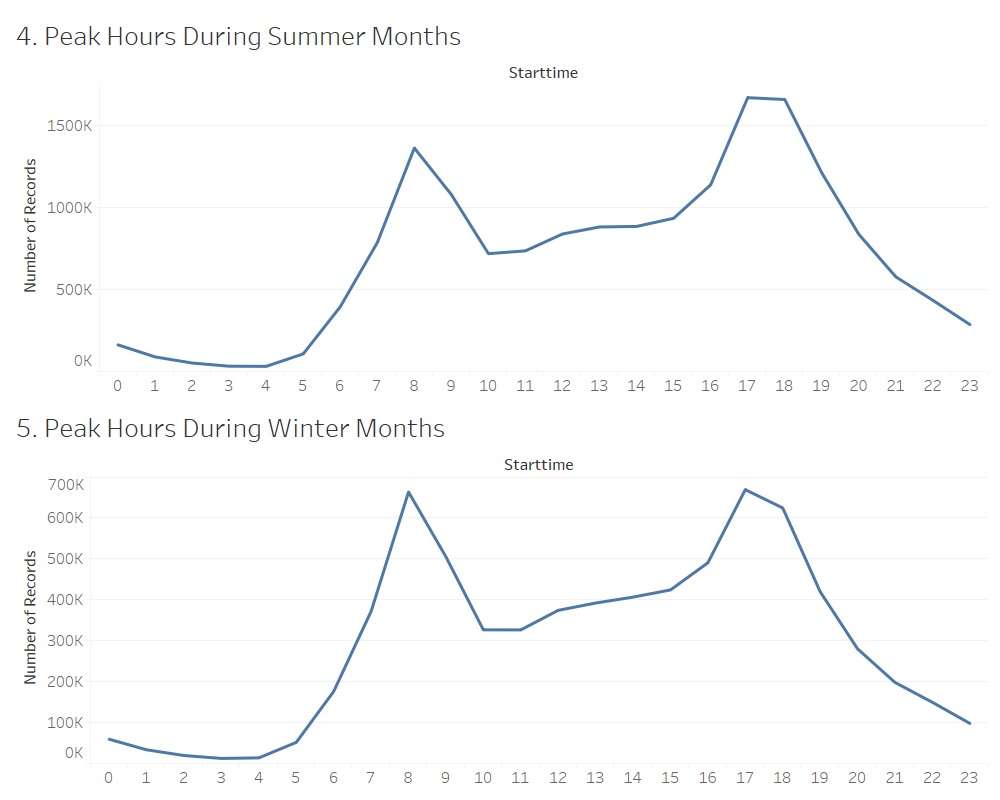 4. Peak Hours During Summer Months
Starttime
Number of Records
1500K
1000K
500K
0K
0 1 2 3 4 5 6 7 8 9 10 11 12 13 14 15 16 17 18 19 20 21 22 23
5. Peak Hours During Winter Months
Starttime
Number of Records
700K
600K
500K
400K
300K
200K
100K
0K
0 1 2 3 4 5 6 7 8 9 10 11 12 13 14 15 16 17 18 19 20 21 22 23